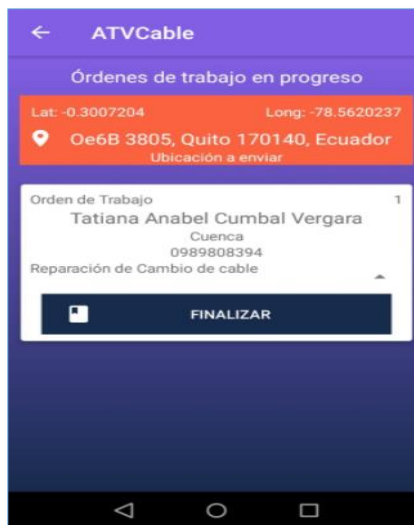 ATVCable
Órdenes de trabajo en progreso
Lat: -0.3007204 Long: -78.5620237
Oe6B 3805, Quito 170140, Ecuador
Ubicación a enviar
Orden de Trabajo 1
Tatiana Anabel Cumbal Vergara
Cuenca
0989808394
Reparación de Cambio de cable
FINALIZAR